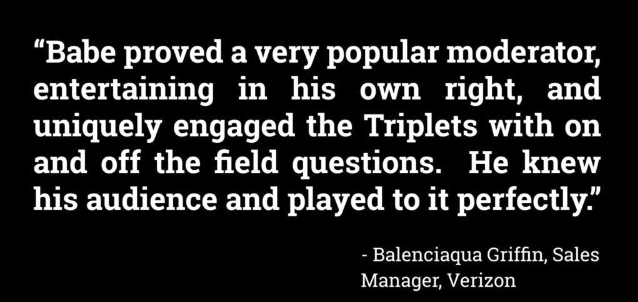 “Babe proved a very popular moderator,
entertaining in his own right, and
uniquely engaged the Triplets with on
and off the field questions.  He knew
his audience and played to it perfectly.”
- Balenciaqua Griffin, Sales
Manager, Verizon